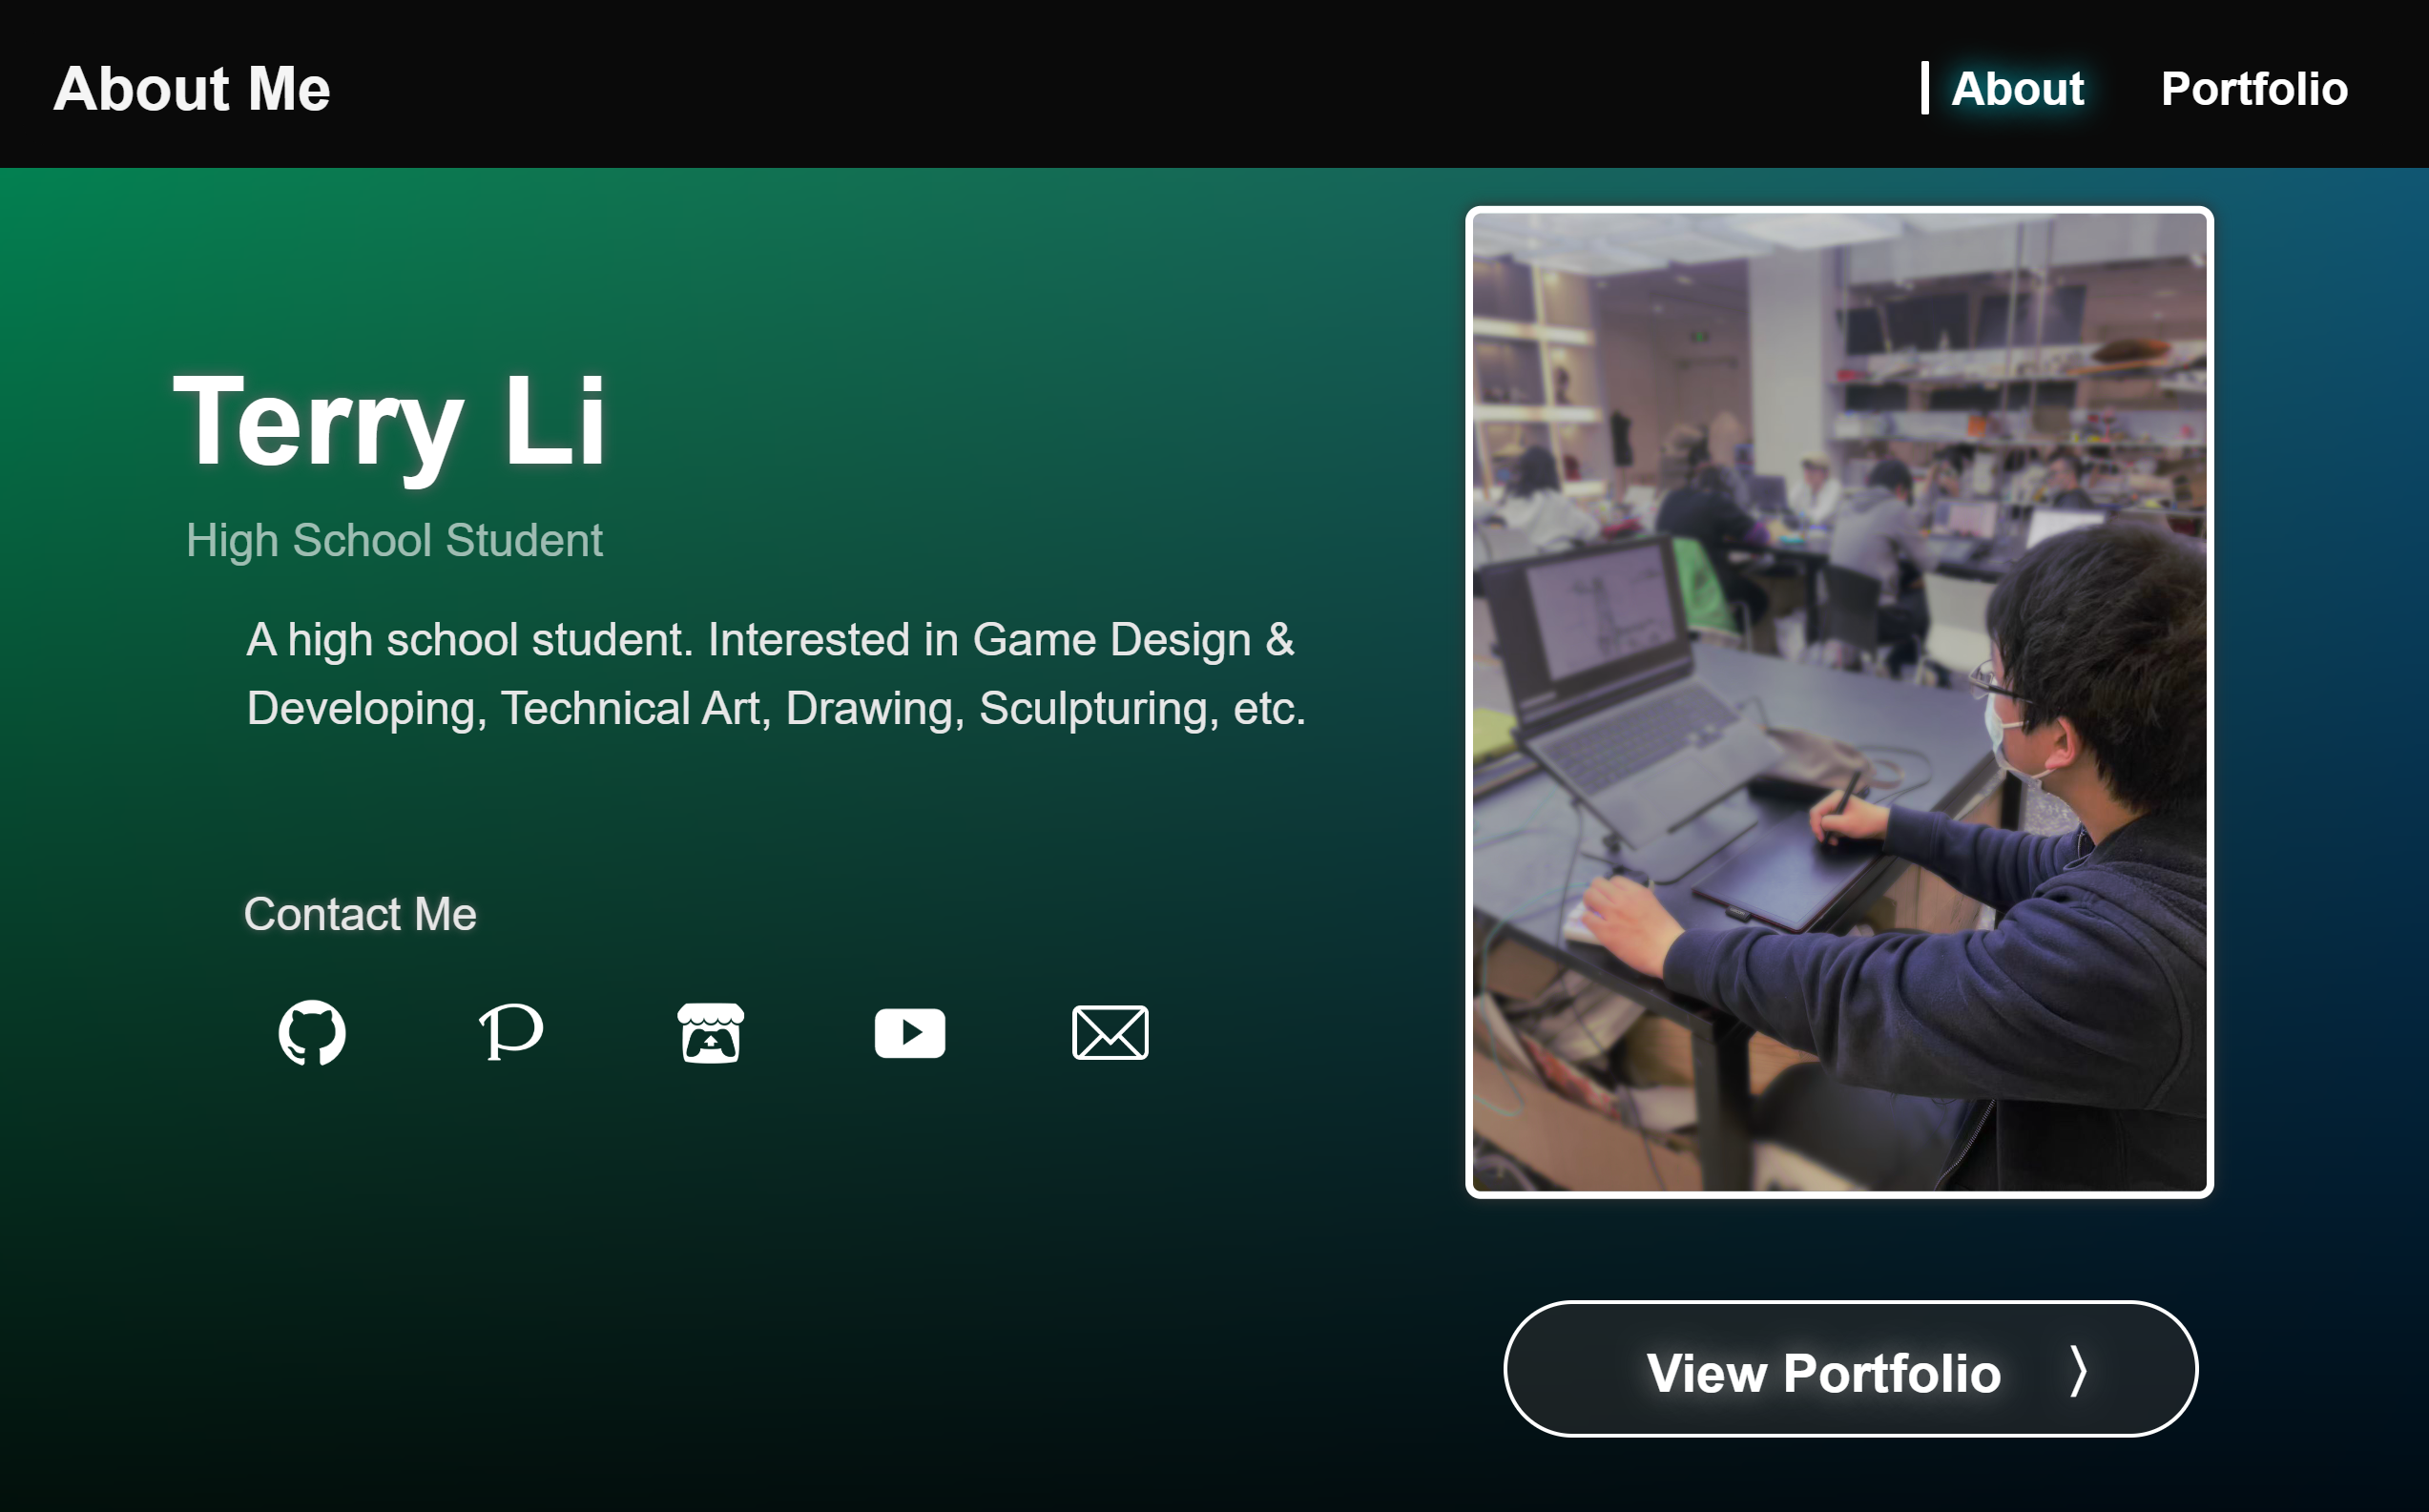 About Me
About
Portfolio
Terry Li
High School Student
A high school student. Interested in Game Design &
Developing, Technical Art, Drawing, Sculpturing, etc.
Contact Me
View Portfolio 〉